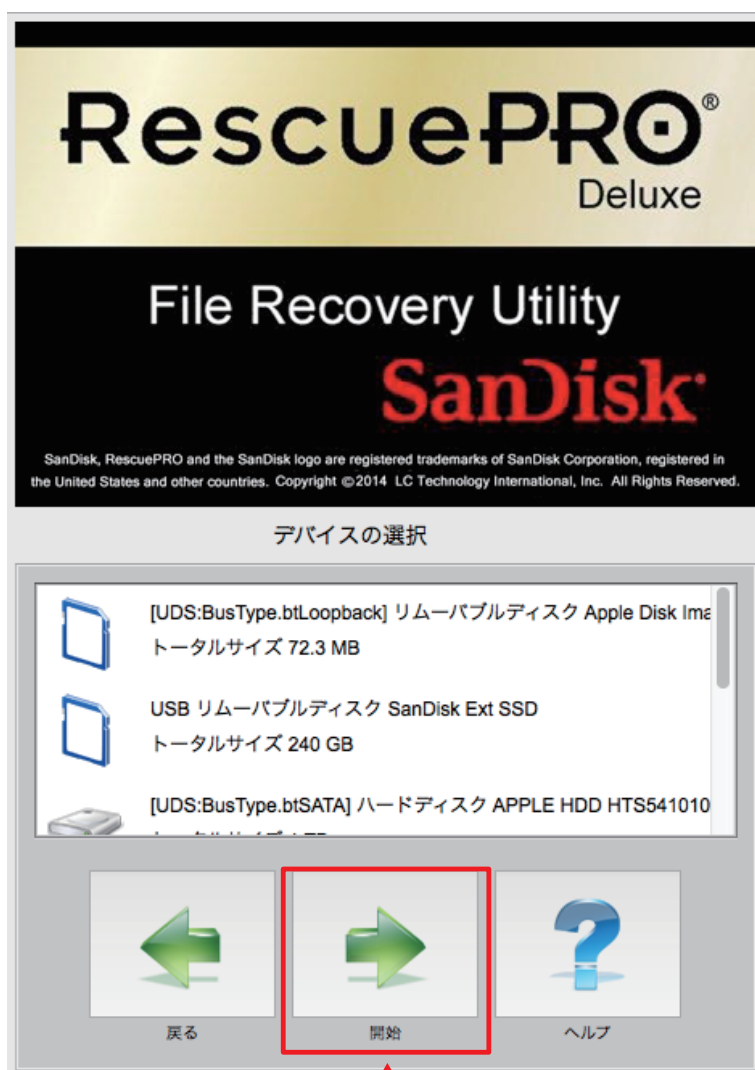 RescuePRO®
Deluxe
File Recovery Utility
SanDisk
SanDisk, RescuePRO and the SanDisk logo are registered trademarks of SanDisk Corporation, registered in
the United States and other countries. Copyright ©2014 LC Technology International, Inc. All Rights Reserved.
デバイスの選択
[UDS:BusType.btLoopback] リムーバブルディスク Apple Disk Ima
トータルサイズ 72.3 MB
USB リムーバブルディスク SanDisk Ext SSD
トータルサイズ 240 GB
[UDS:BusType.btSATA] ハードディスク APPLE HDD HTS541010
戻る
開始
ヘルプ